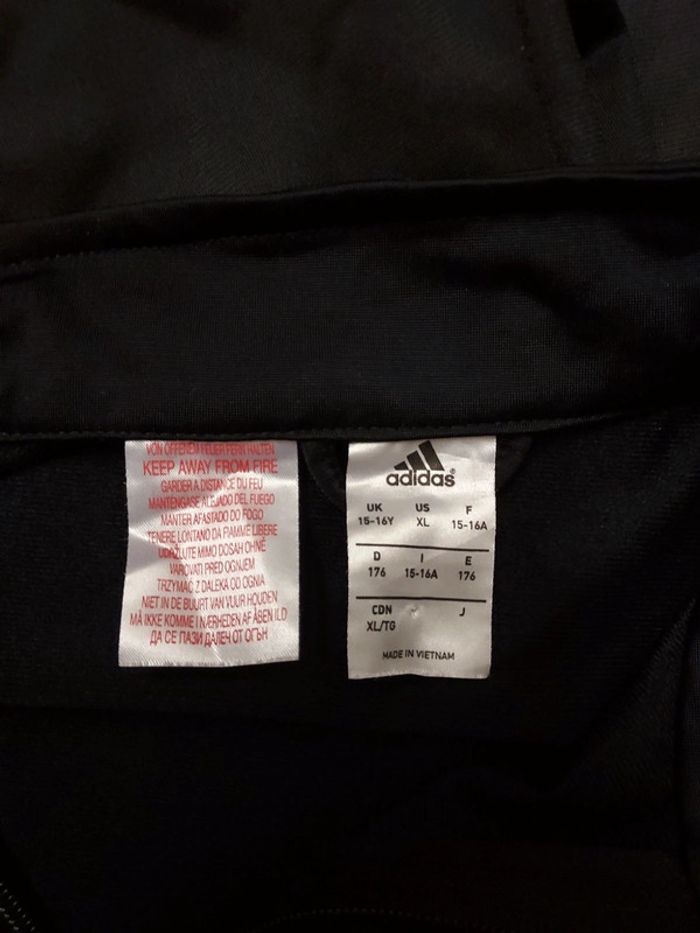 VON OFFENEM FEUER FERN HALTEN
KEEP AWAY FROM FIRE
GARDER A DISTANCE DU FEU
MANTENGASE ALEJADO DEL FUEGO
MANTER AFASTADO DO FOGO
TENERE LONTANO DA FIAMME LIBERE
UDRŽUJTE MIMO DOSAH OHNĚ
VAROVATI PRED OGNJEM
TRZYMAĆ Z DALEKA OD OGNIA
NIET IN DE BUURT VAN VUUR HOUDEN
MÅ IKKE KOMME I NÆRHEDEN AF ÅBEN ILD
ДА СЕ ПАЗИ ДАЛЕЧ ОТ ОГЪН
adidas®
UK US F
15-16Y XL 15-16A
D I E
176 15-16A 176
CDN J
XL/TG
MADE IN VIETNAM